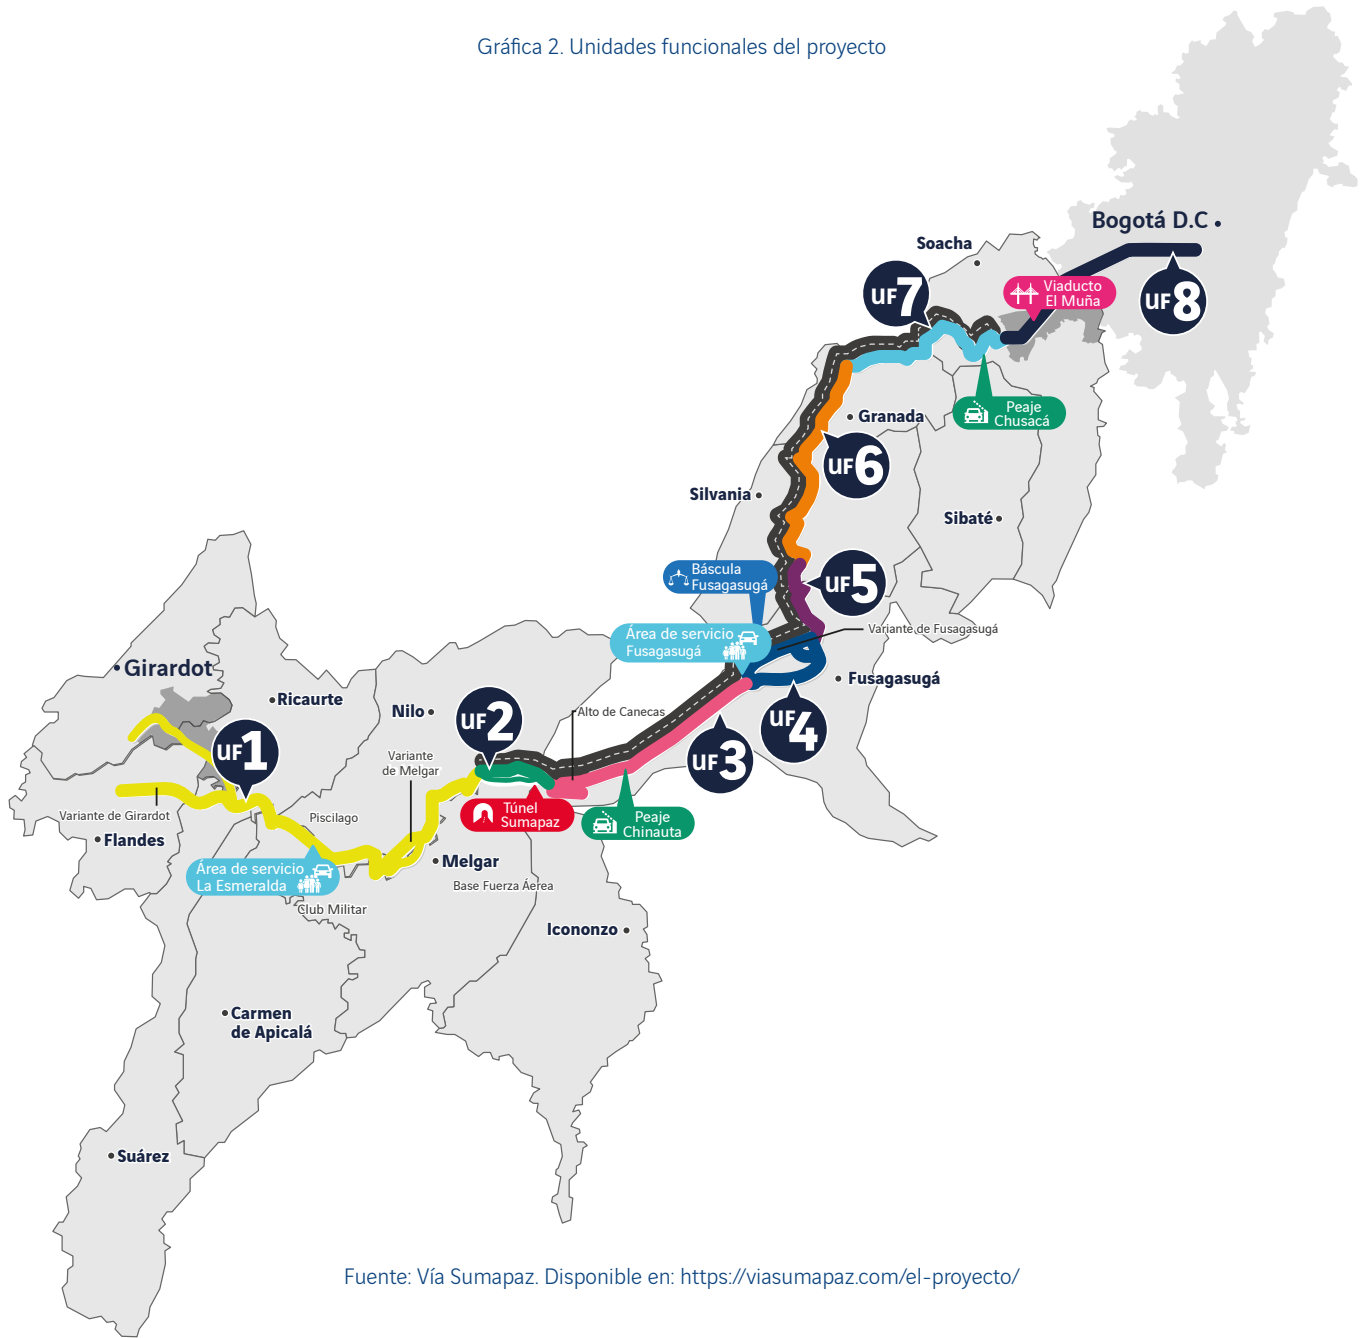 Gráfica 2. Unidades funcionales del proyecto
Bogotá D.C
Soacha
UF7
Viaducto
El Muña
UF8
Peaje
Chusacá
Granada
UF6
Silvania
Sibaté
Báscula
Fusagasugá
UF5
Área de servicio
Fusagasugá
Variante de Fusagasugá
Fusagasugá
Girardot
Ricaurte
Nilo
UF2
Alto de Canecas
UF4
UF1
Variante
de Melgar
UF3
Variante de Girardot
Piscilago
Túnel
Sumapaz
Peaje
Chinauta
Flandes
Área de servicio
La Esmeralda
Melgar
Base Fuerza Áerea
Club Militar
Icononzo
Carmen
de Apicalá
Suárez
Fuente: Vía Sumapaz. Disponible en: https://viasumapaz.com/el-proyecto/